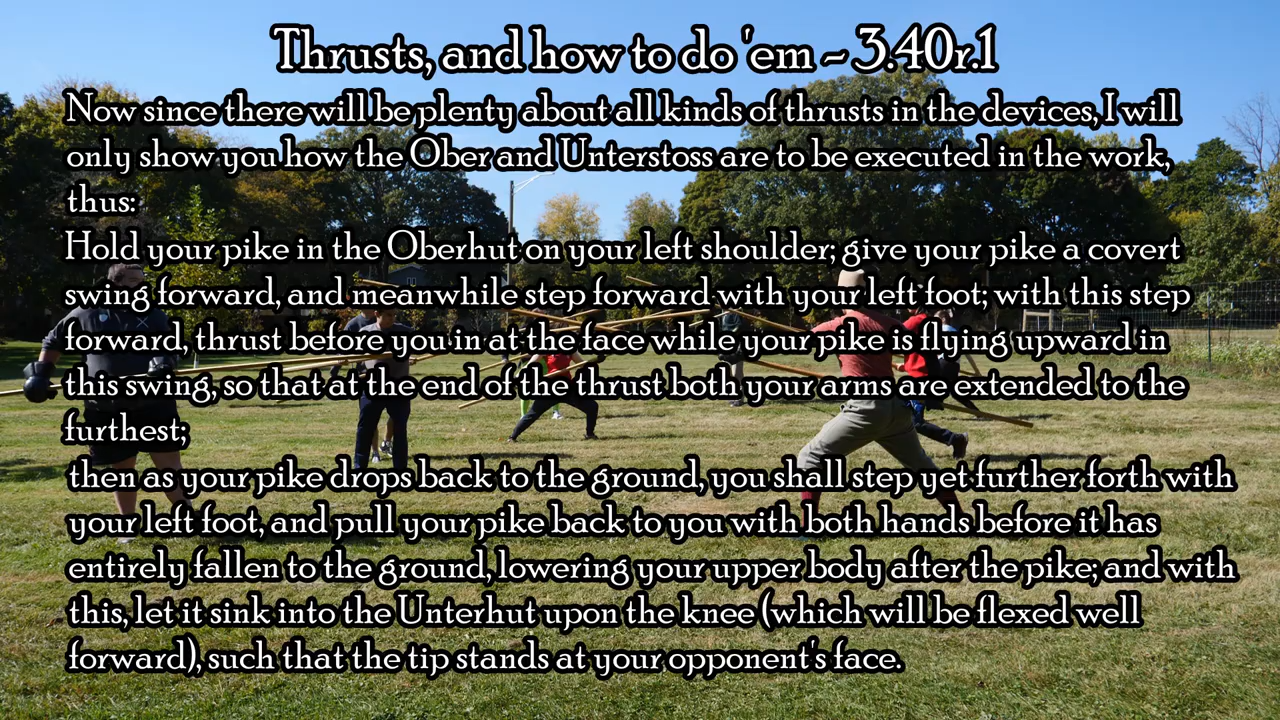 Thrusts, and how to do 'em ~ 3.40r.1
Now since there will be plenty about all kinds of thrusts in the devices, I will
only show you how the Ober and Unterstoss are to be executed in the work,
thus:
Hold your pike in the Oberhut on your left shoulder; give your pike a covert
swing forward, and meanwhile step forward with your left foot; with this step
forward, thrust before you in at the face while your pike is flying upward in
this swing, so that at the end of the thrust both your arms are extended to the
furthest;
then as your pike drops back to the ground, you shall step yet further forth with
your left foot, and pull your pike back to you with both hands before it has
entirely fallen to the ground, lowering your upper body after the pike; and with
this, let it sink into the Unterhut upon the knee (which will be flexed well
forward), such that the tip stands at your opponent's face.